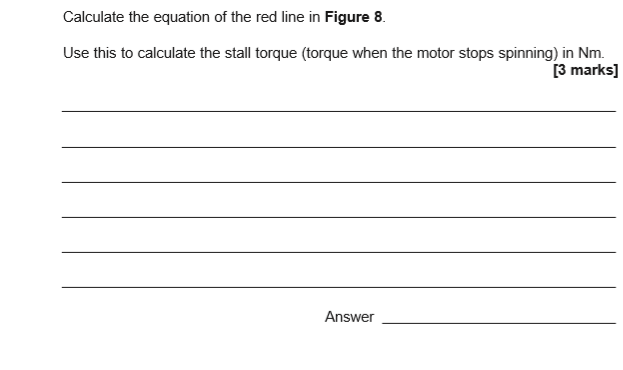 Calculate the equation of the red line in Figure 8.
Use this to calculate the stall torque (torque when the motor stops spinning) in Nm.
[3 marks]
Answer